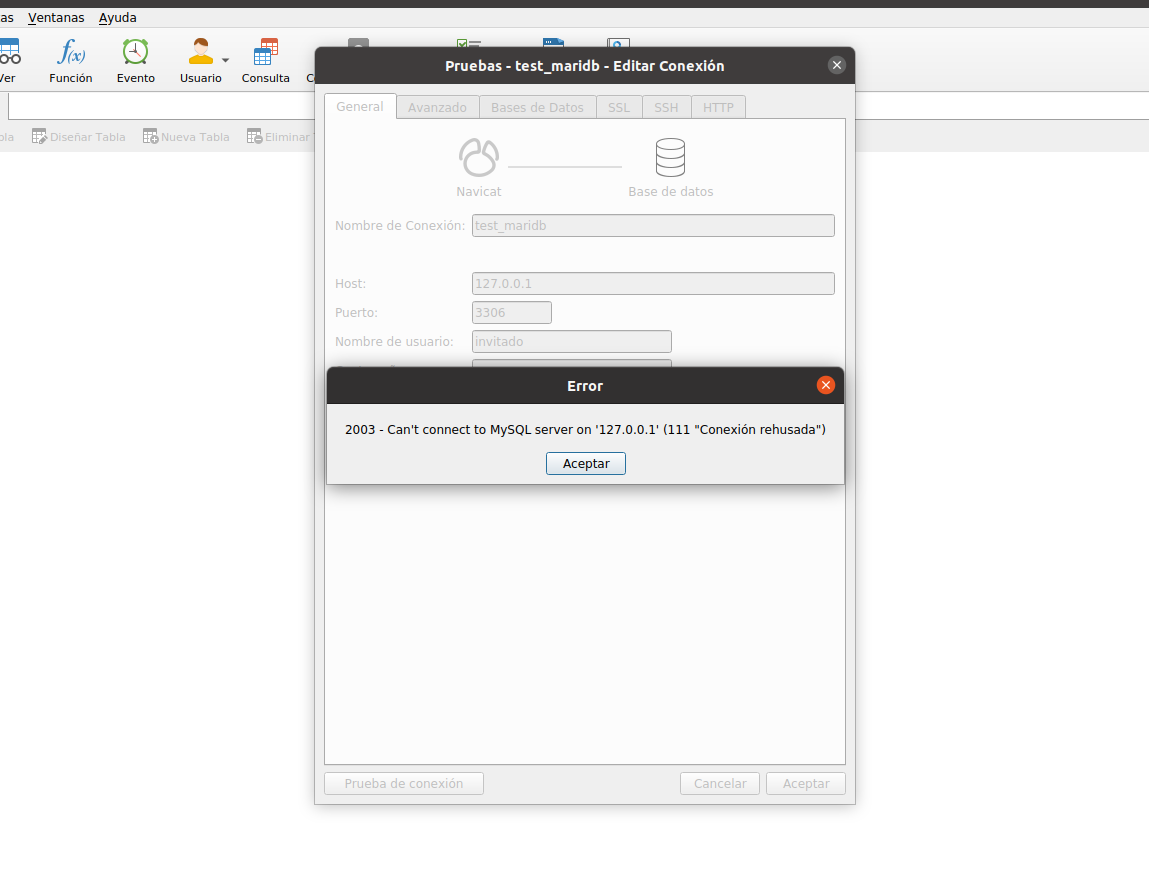 as Ventanas Ayuda
Ver Función Evento Usuario Consulta
Pruebas - test_maridb - Editar Conexión
General Avanzado Bases de Datos SSL SSH HTTP
bla Diseñar Tabla Nueva Tabla Eliminar
Navicat Base de datos
Nombre de Conexión: test_maridb
Host: 127.0.0.1
Puerto: 3306
Nombre de usuario: invitado
Error
2003 - Can't connect to MySQL server on '127.0.0.1' (111 "Conexión rehusada")
Aceptar
Prueba de conexión Cancelar Aceptar